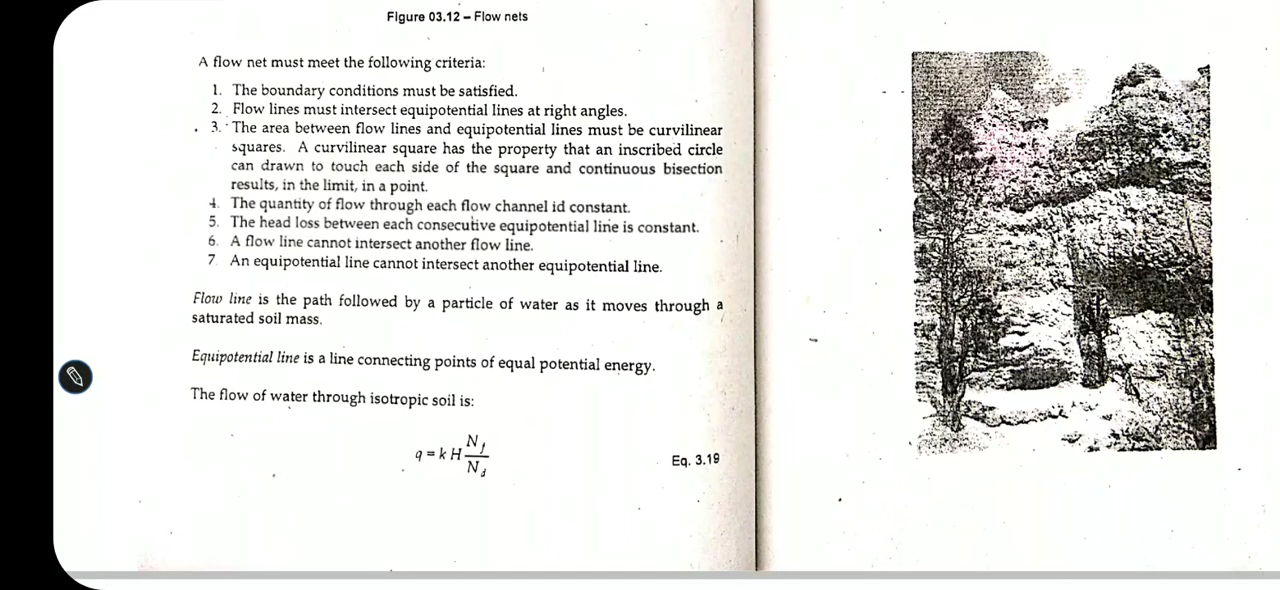 Figure 03.12 – Flow nets
A flow net must meet the following criteria:
1. The boundary conditions must be satisfied.
2. Flow lines must intersect equipotential lines at right angles.
3. The area between flow lines and equipotential lines must be curvilinear
squares. A curvilinear square has the property that an inscribed circle
can drawn to touch each side of the square and continuous bisection
results, in the limit, in a point.
4. The quantity of flow through each flow channel id constant.
5. The head loss between each consecutive equipotential line is constant.
6. A flow line cannot intersect another flow line.
7. An equipotential line cannot intersect another equipotential line.
Flow line is the path followed by a particle of water as it moves through a
saturated soil mass.
Equipotential line is a line connecting points of equal potential energy.
The flow of water through isotropic soil is:
q = k H N_f / N_d
Eq. 3.19